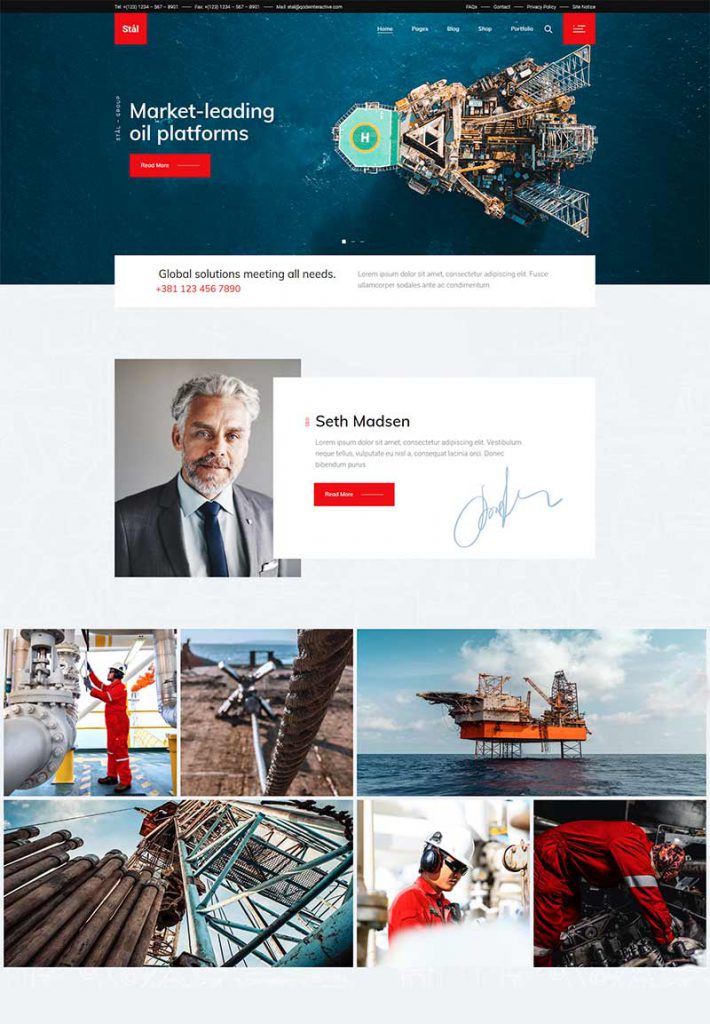 Tel: +(123) 1234 – 567 – 8901 — Fax: +(123) 1234 – 567 – 8901 — Mail: stal@qodeinteractive.com
FAQs — Contact — Privacy Policy — Site Notice
Stål
Home Pages Blog Shop Portfolio
STÅL – GROUP
Market-leading
oil platforms
H
Read More
Global solutions meeting all needs.
+381 123 456 7890
Lorem ipsum dolor sit amet, consectetur adipiscing elit. Fusce
ullamcorper sodales ante ac condimentum.
Seth Madsen
Lorem ipsum dolor sit amet, consectetur adipiscing elit. Vestibulum
neque tellus, vulputate eu nisl a, consequat lacinia orci. Donec
bibendum purus
Read More